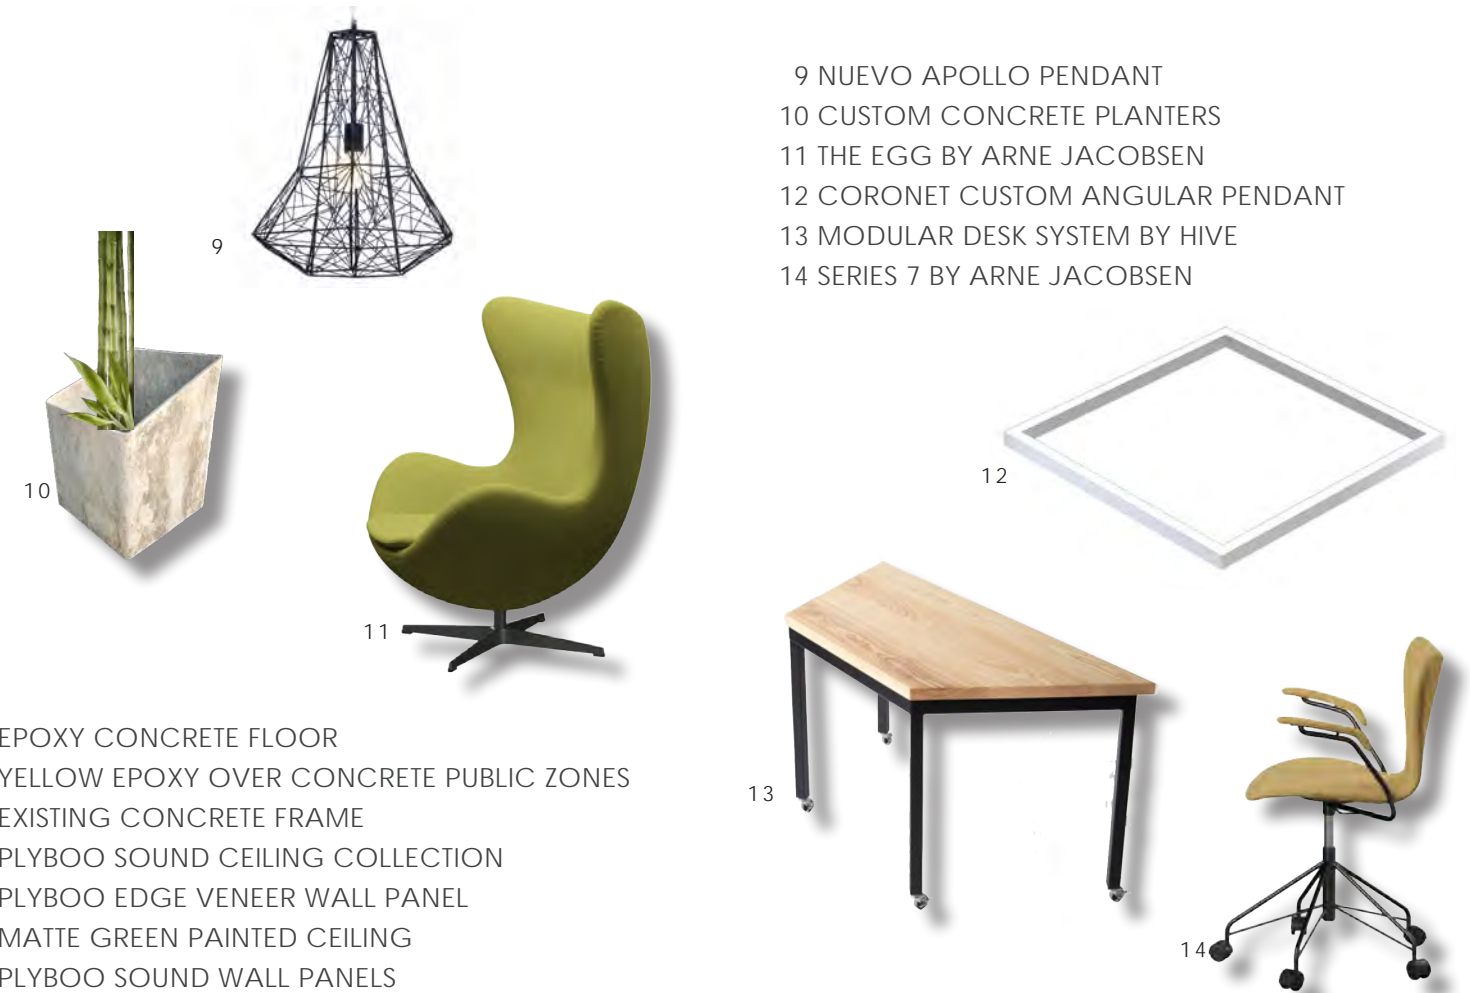 9 NUEVO APOLLO PENDANT
10 CUSTOM CONCRETE PLANTERS
11 THE EGG BY ARNE JACOBSEN
12 CORONET CUSTOM ANGULAR PENDANT
13 MODULAR DESK SYSTEM BY HIVE
14 SERIES 7 BY ARNE JACOBSEN
9
10
11
12
13
14
EPOXY CONCRETE FLOOR
YELLOW EPOXY OVER CONCRETE PUBLIC ZONES
EXISTING CONCRETE FRAME
PLYBOO SOUND CEILING COLLECTION
PLYBOO EDGE VENEER WALL PANEL
MATTE GREEN PAINTED CEILING
PLYBOO SOUND WALL PANELS